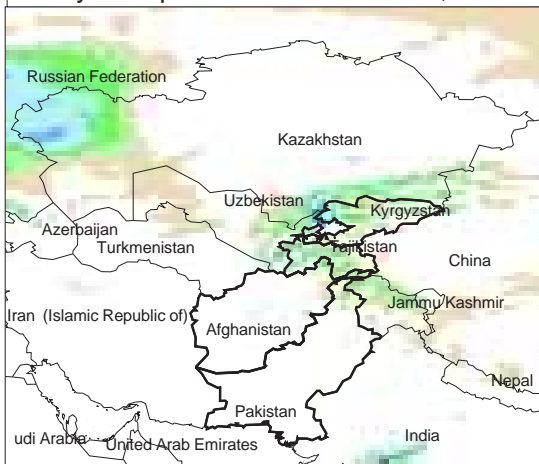 Russian Federation
Kazakhstan
Uzbekistan
Kyrgyzstan
Azerbaijan
Turkmenistan
Tajikistan
China
Jammu/Kashmir
Iran (Islamic Republic of)
Afghanistan
Nepal
Pakistan
udi Arabia
United Arab Emirates
India